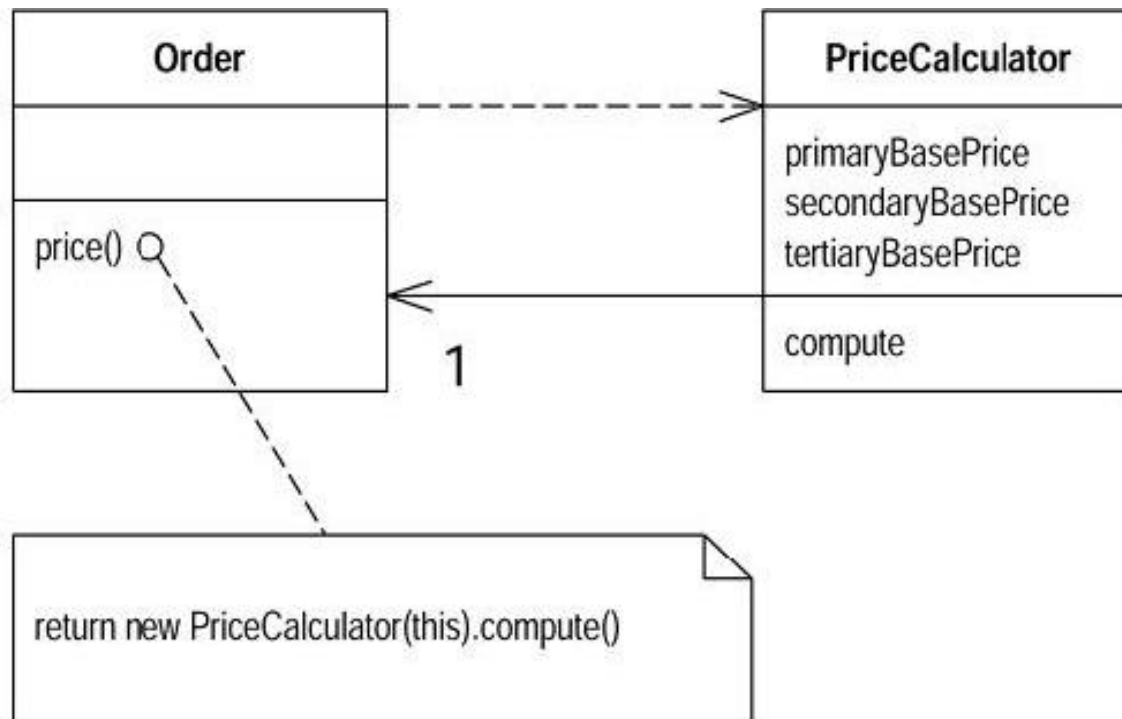 Order
PriceCalculator
primaryBasePrice
secondaryBasePrice
tertiaryBasePrice
price()
1
compute
return new PriceCalculator(this).compute()